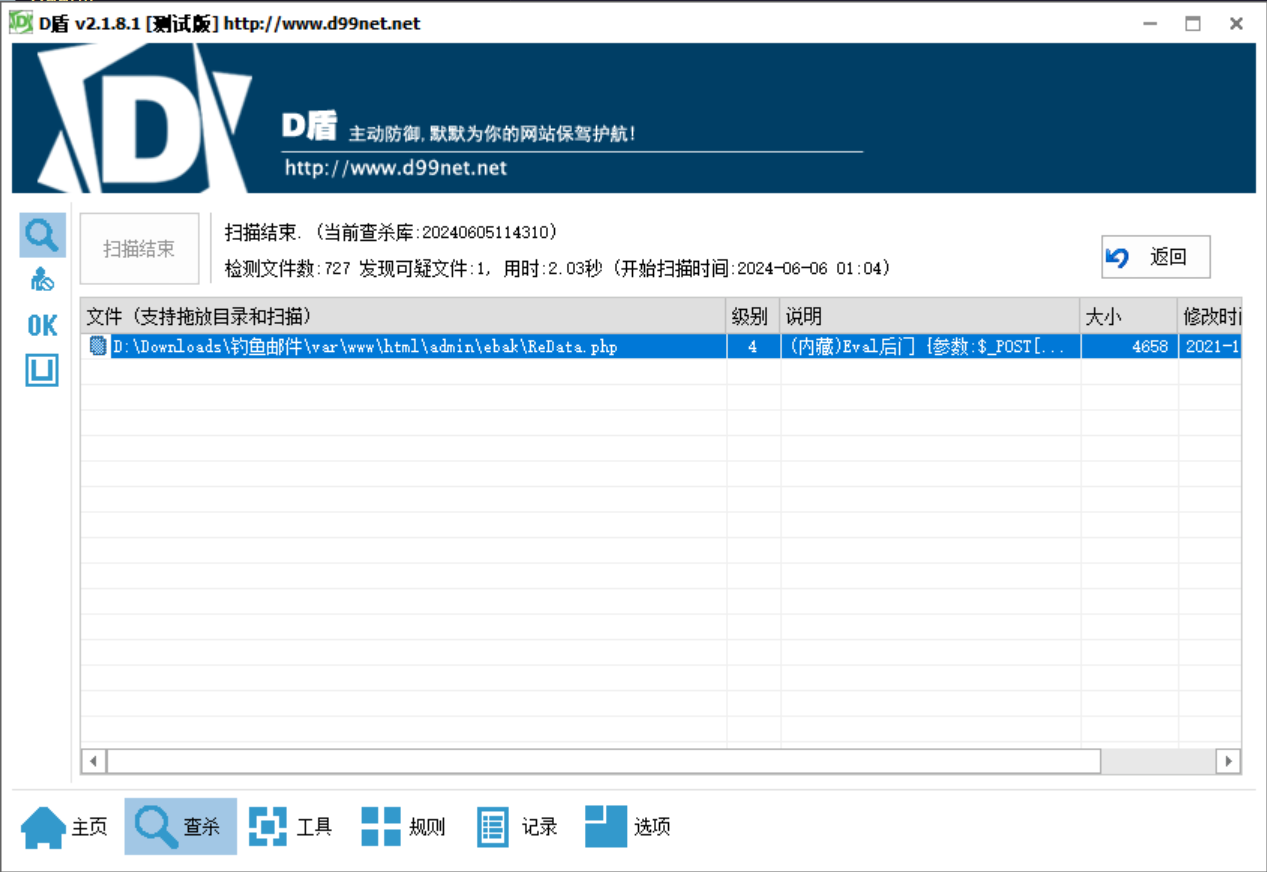 D盾 v2.1.8.1 [测试版] http://www.d99net.net
D盾 主动防御,默默为你的网站保驾护航!
http://www.d99net.net
扫描结束
扫描结束. (当前查杀库:20240605114310)
检测文件数:727 发现可疑文件:1, 用时:2.03秒 (开始扫描时间:2024-06-06 01:04)
返回
OK
文件 (支持拖放目录和扫描) 级别 说明 大小 修改时间
D:\Downloads\钓鱼邮件\var\www\html\admin\ebak\ReData.php 4 (内藏)Eval后门 {参数:$_POST[... 4658 2021-1
主页 查杀 工具 规则 记录 选项